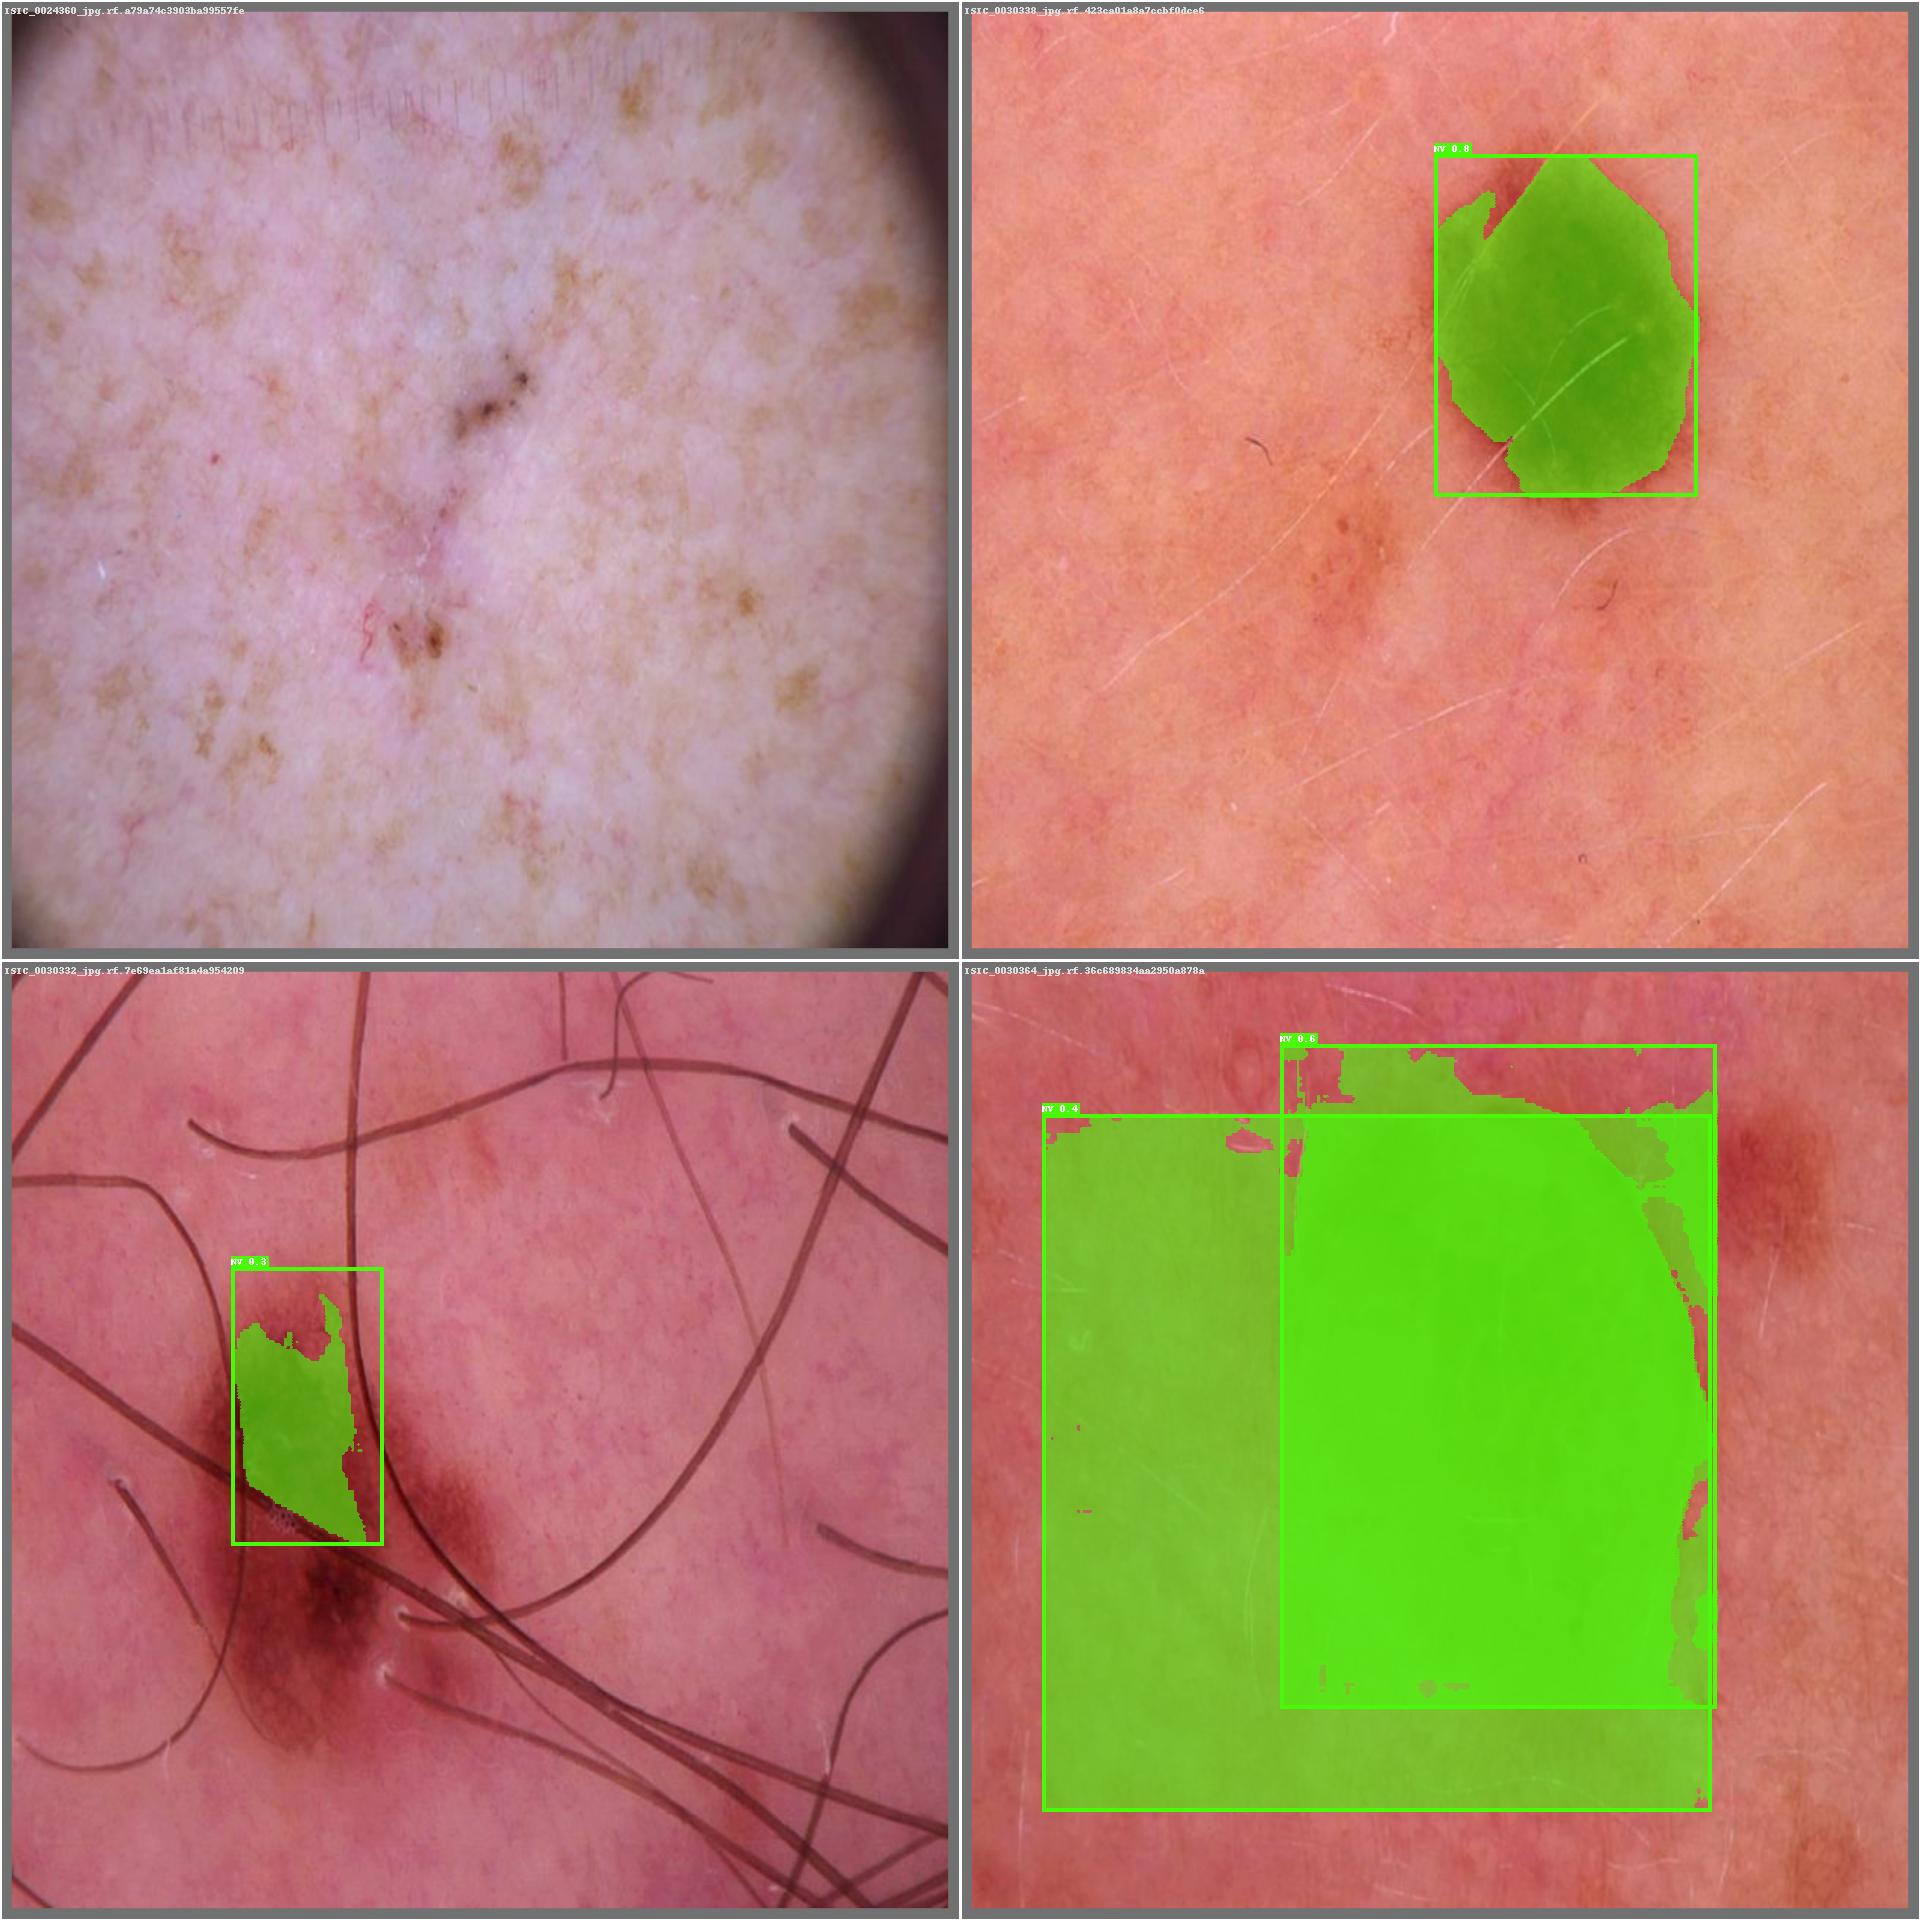 ISIC_0024360_jpg.rf.a79a74c3903ba99557fe
ISIC_0030338_jpg.rf.423ca01a8a7ccbf0dce6
NV 0.8
ISIC_0030332_jpg.rf.7e69ea1af81a4a954209
ISIC_0030364_jpg.rf.36c689834aa2950a878a
NV 0.6
NV 0.4
NV 0.3